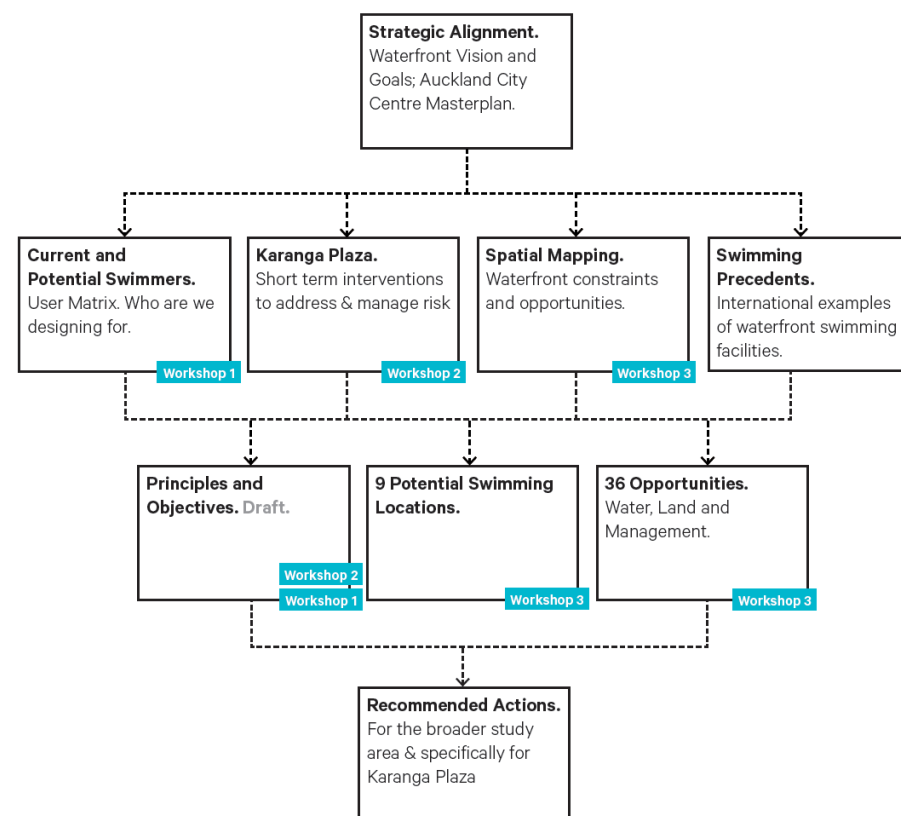 Strategic Alignment.
Waterfront Vision and
Goals; Auckland City
Centre Masterplan.
Current and
Potential Swimmers.
User Matrix. Who are we
designing for.
Workshop 1
Karanga Plaza.
Short term interventions
to address & manage risk
Workshop 2
Spatial Mapping.
Waterfront constraints
and opportunities.
Workshop 3
Swimming
Precedents.
International examples
of waterfront swimming
facilities.
Principles and
Objectives. Draft.
Workshop 2
Workshop 1
9 Potential Swimming
Locations.
Workshop 3
36 Opportunities.
Water, Land and
Management.
Workshop 3
Recommended Actions.
For the broader study
area & specifically for
Karanga Plaza